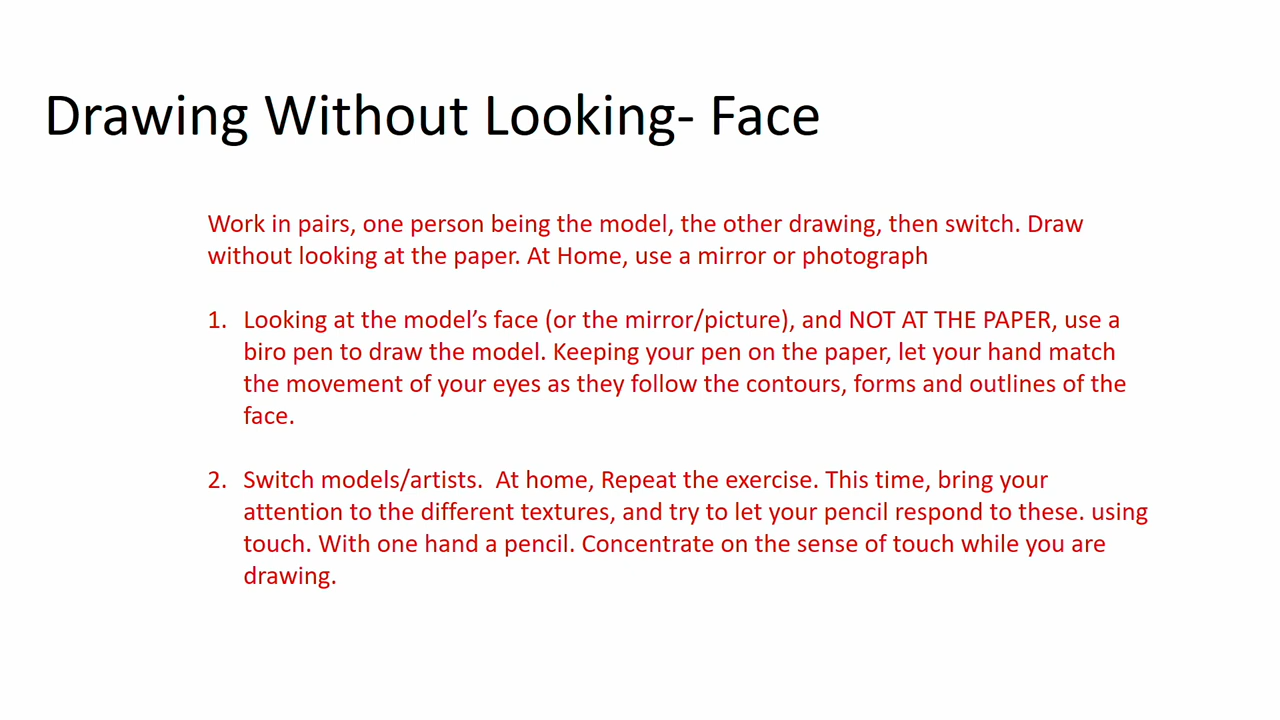 Drawing Without Looking- Face
Work in pairs, one person being the model, the other drawing, then switch. Draw
without looking at the paper. At Home, use a mirror or photograph
1. Looking at the model’s face (or the mirror/picture), and NOT AT THE PAPER, use a
biro pen to draw the model. Keeping your pen on the paper, let your hand match
the movement of your eyes as they follow the contours, forms and outlines of the
face.
2. Switch models/artists.  At home, Repeat the exercise. This time, bring your
attention to the different textures, and try to let your pencil respond to these. using
touch. With one hand a pencil. Concentrate on the sense of touch while you are
drawing.